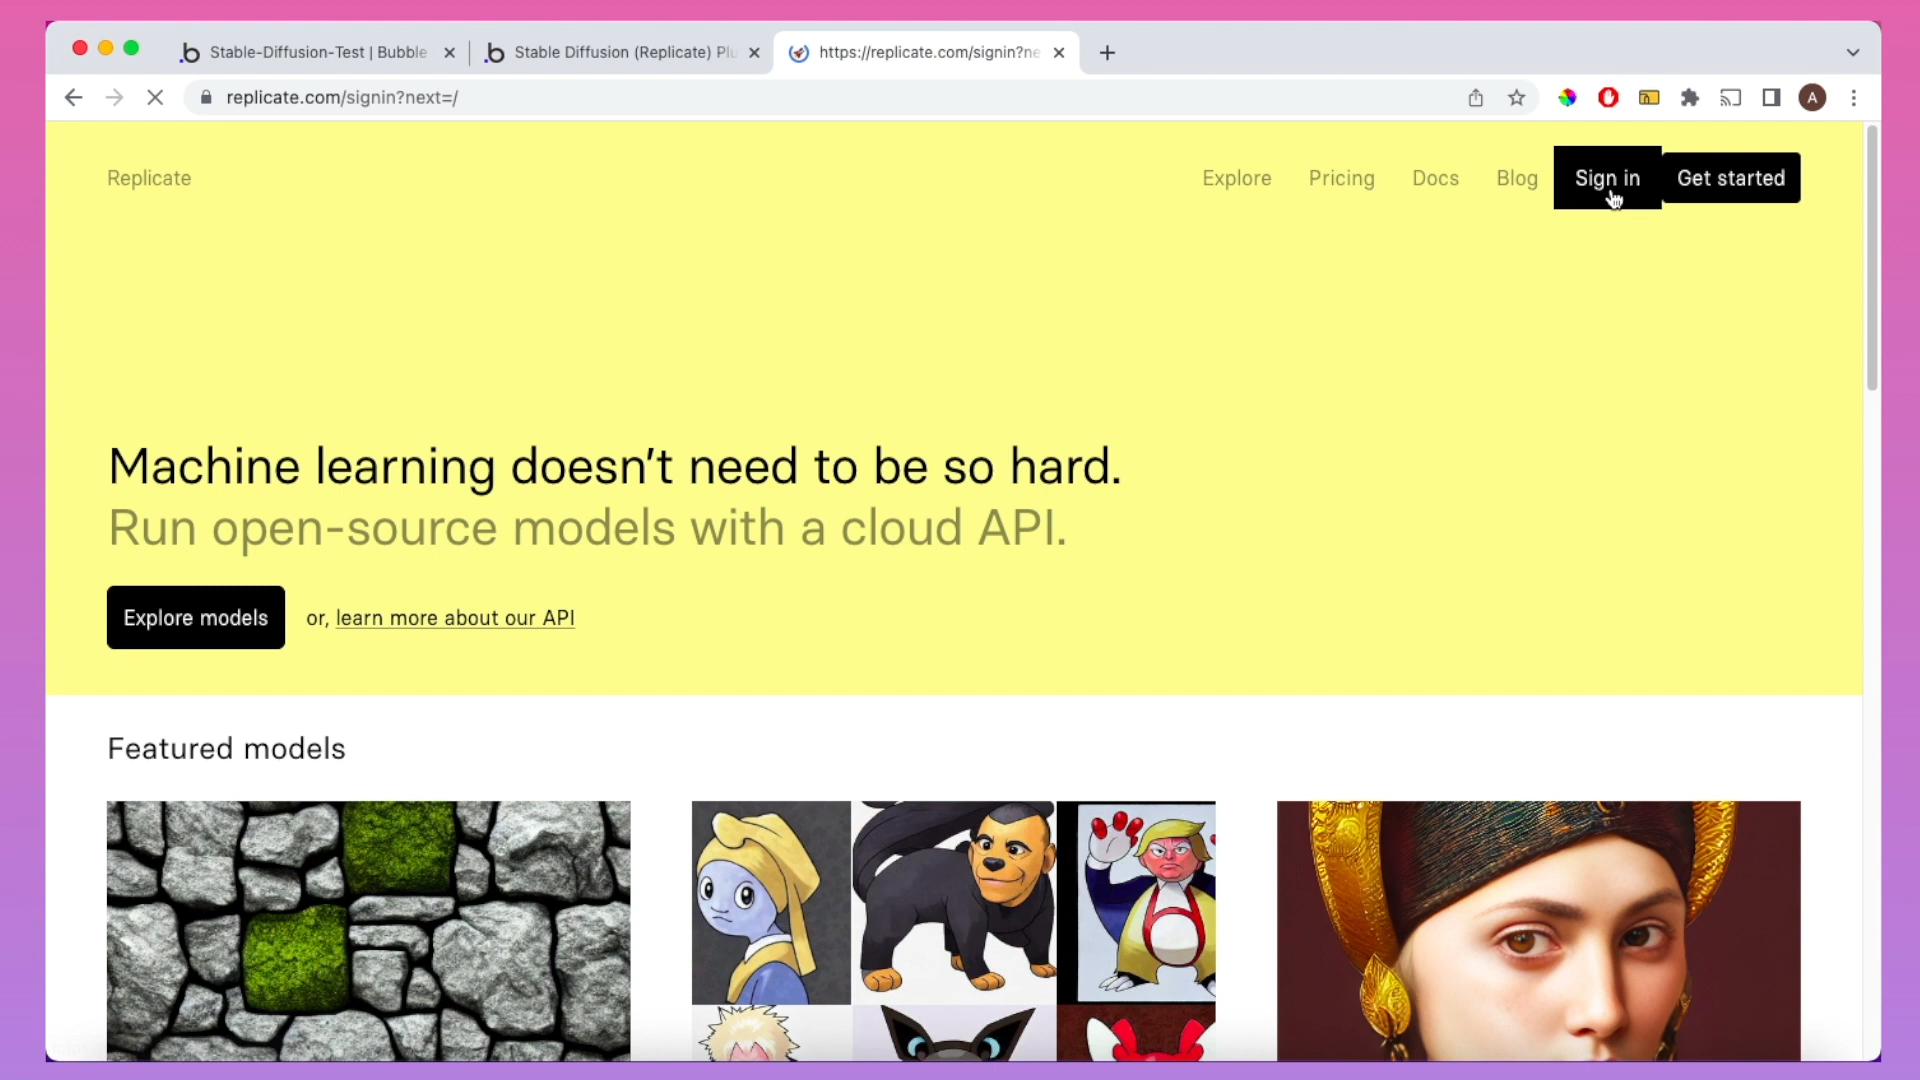 Stable-Diffusion-Test | Bubble
Stable Diffusion (Replicate) Plu
https://replicate.com/signin?ne
replicate.com/signin?next=/
A
Replicate
Explore
Pricing
Docs
Blog
Sign in
Get started
Machine learning doesn't need to be so hard.
Run open-source models with a cloud API.
Explore models
or, learn more about our API
Featured models